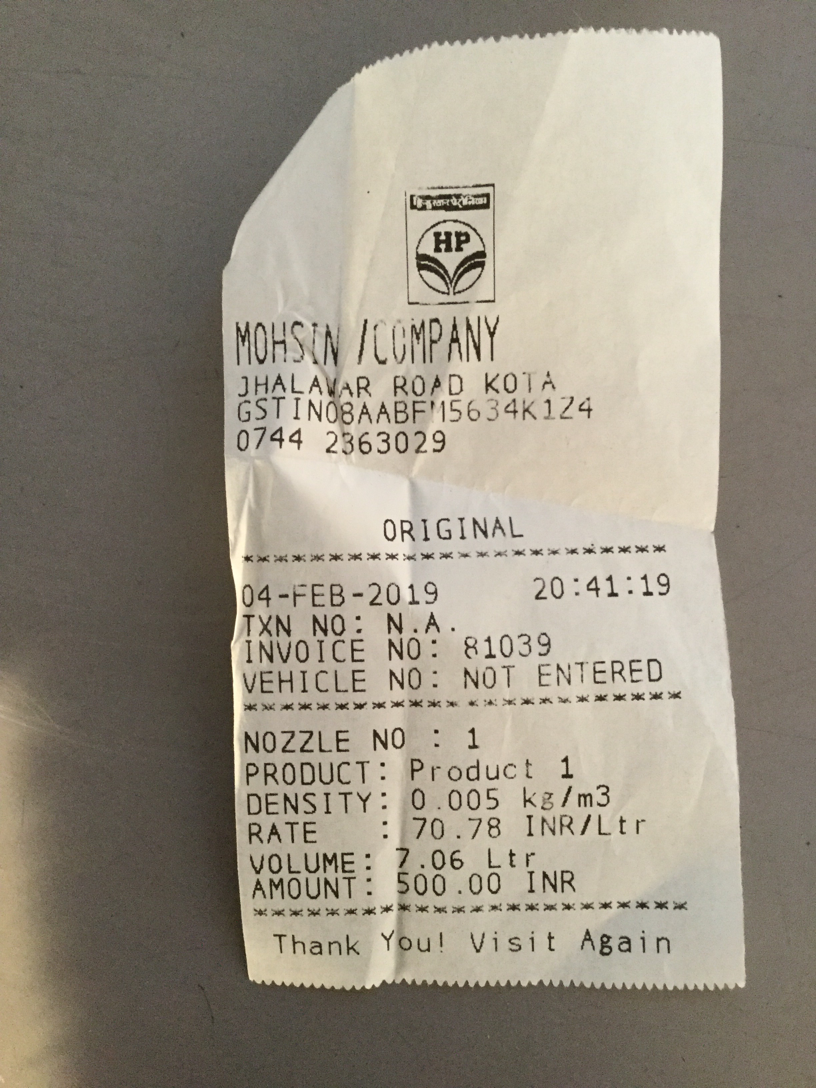 हिन्दुस्तान पेट्रोलियम
HP
MOHSIN /COMPANY
JHALAWAR ROAD KOTA
GSTIN08AABFM5634K1Z4
0744 2363029
ORIGINAL
****************************
04-FEB-2019 20:41:19
TXN NO: N.A.
INVOICE NO: 81039
VEHICLE NO: NOT ENTERED
****************************
NOZZLE NO : 1
PRODUCT: Product 1
DENSITY: 0.005 kg/m3
RATE : 70.78 INR/Ltr
VOLUME: 7.06 Ltr
AMOUNT: 500.00 INR
****************************
Thank You! Visit Again